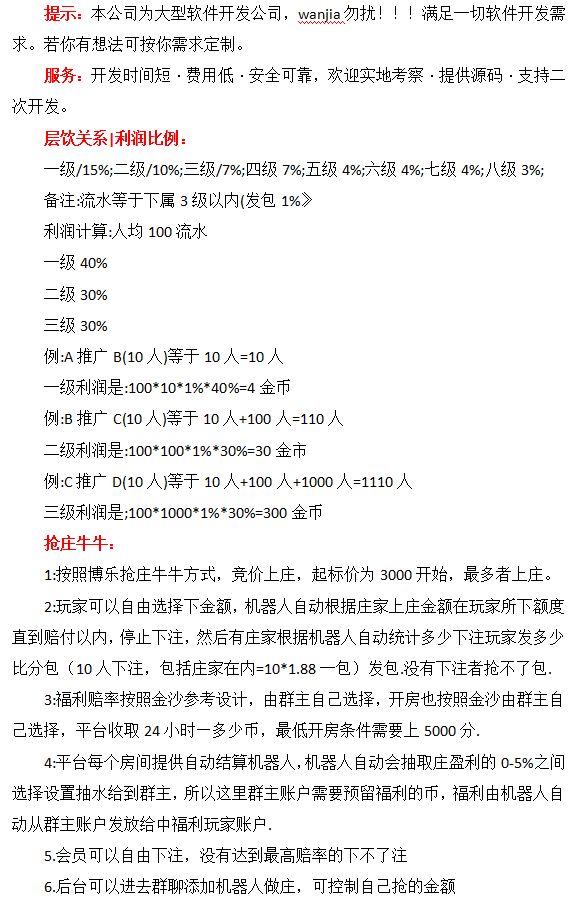 提示：本公司为大型软件开发公司，wanjia勿扰！！！满足一切软件开发需
求。若你有想法可按你需求定制。
服务：开发时间短·费用低·安全可靠，欢迎实地考察·提供源码·支持二
次开发。
层饮关系|利润比例：
一级/15%;二级/10%;三级/7%;四级 7%;五级 4%;六级 4%;七级 4%;八级 3%;
备注:流水等于下属 3 级以内(发包 1%》
利润计算:人均 100 流水
一级 40%
二级 30%
三级 30%
例:A 推广 B(10 人)等于 10 人=10 人
一级利润是:100*10*1%*40%=4 金币
例:B 推广 C(10 人)等于 10 人+100 人=110 人
二级利润是:100*100*1%*30%=30 金市
例:C 推广 D(10 人)等于 10 人+100 人+1000 人=1110 人
三级利润是;100*1000*1%*30%=300 金币
抢庄牛牛：
1:按照博乐抢庄牛牛方式，竞价上庄，起标价为 3000 开始，最多者上庄。
2:玩家可以自由选择下金额，机器人自动根据庄家上庄金额在玩家所下额度
直到赔付以内,停止下注，然后有庄家根据机器人自动统计多少下注玩家发多少
比分包（10 人下注，包括庄家在内=10*1.88 一包）发包.没有下注者抢不了包.
3:福利赔率按照金沙参考设计，由群主自己选择，开房也按照金沙由群主自
己选择，平台收取 24 小时一多少币，最低开房条件需要上 5000 分.
4:平台每个房间提供自动结算机器人,机器人自动会抽取庄盈利的 0-5%之间
选择设置抽水给到群主，所以这里群主账户需要预留福利的币，福利由机器人自
动从群主账户发放给中福利玩家账户.
5.会员可以自由下注，没有达到最高赔率的下不了注
6.后台可以进去群聊添加机器人做庄，可控制自己抢的金额